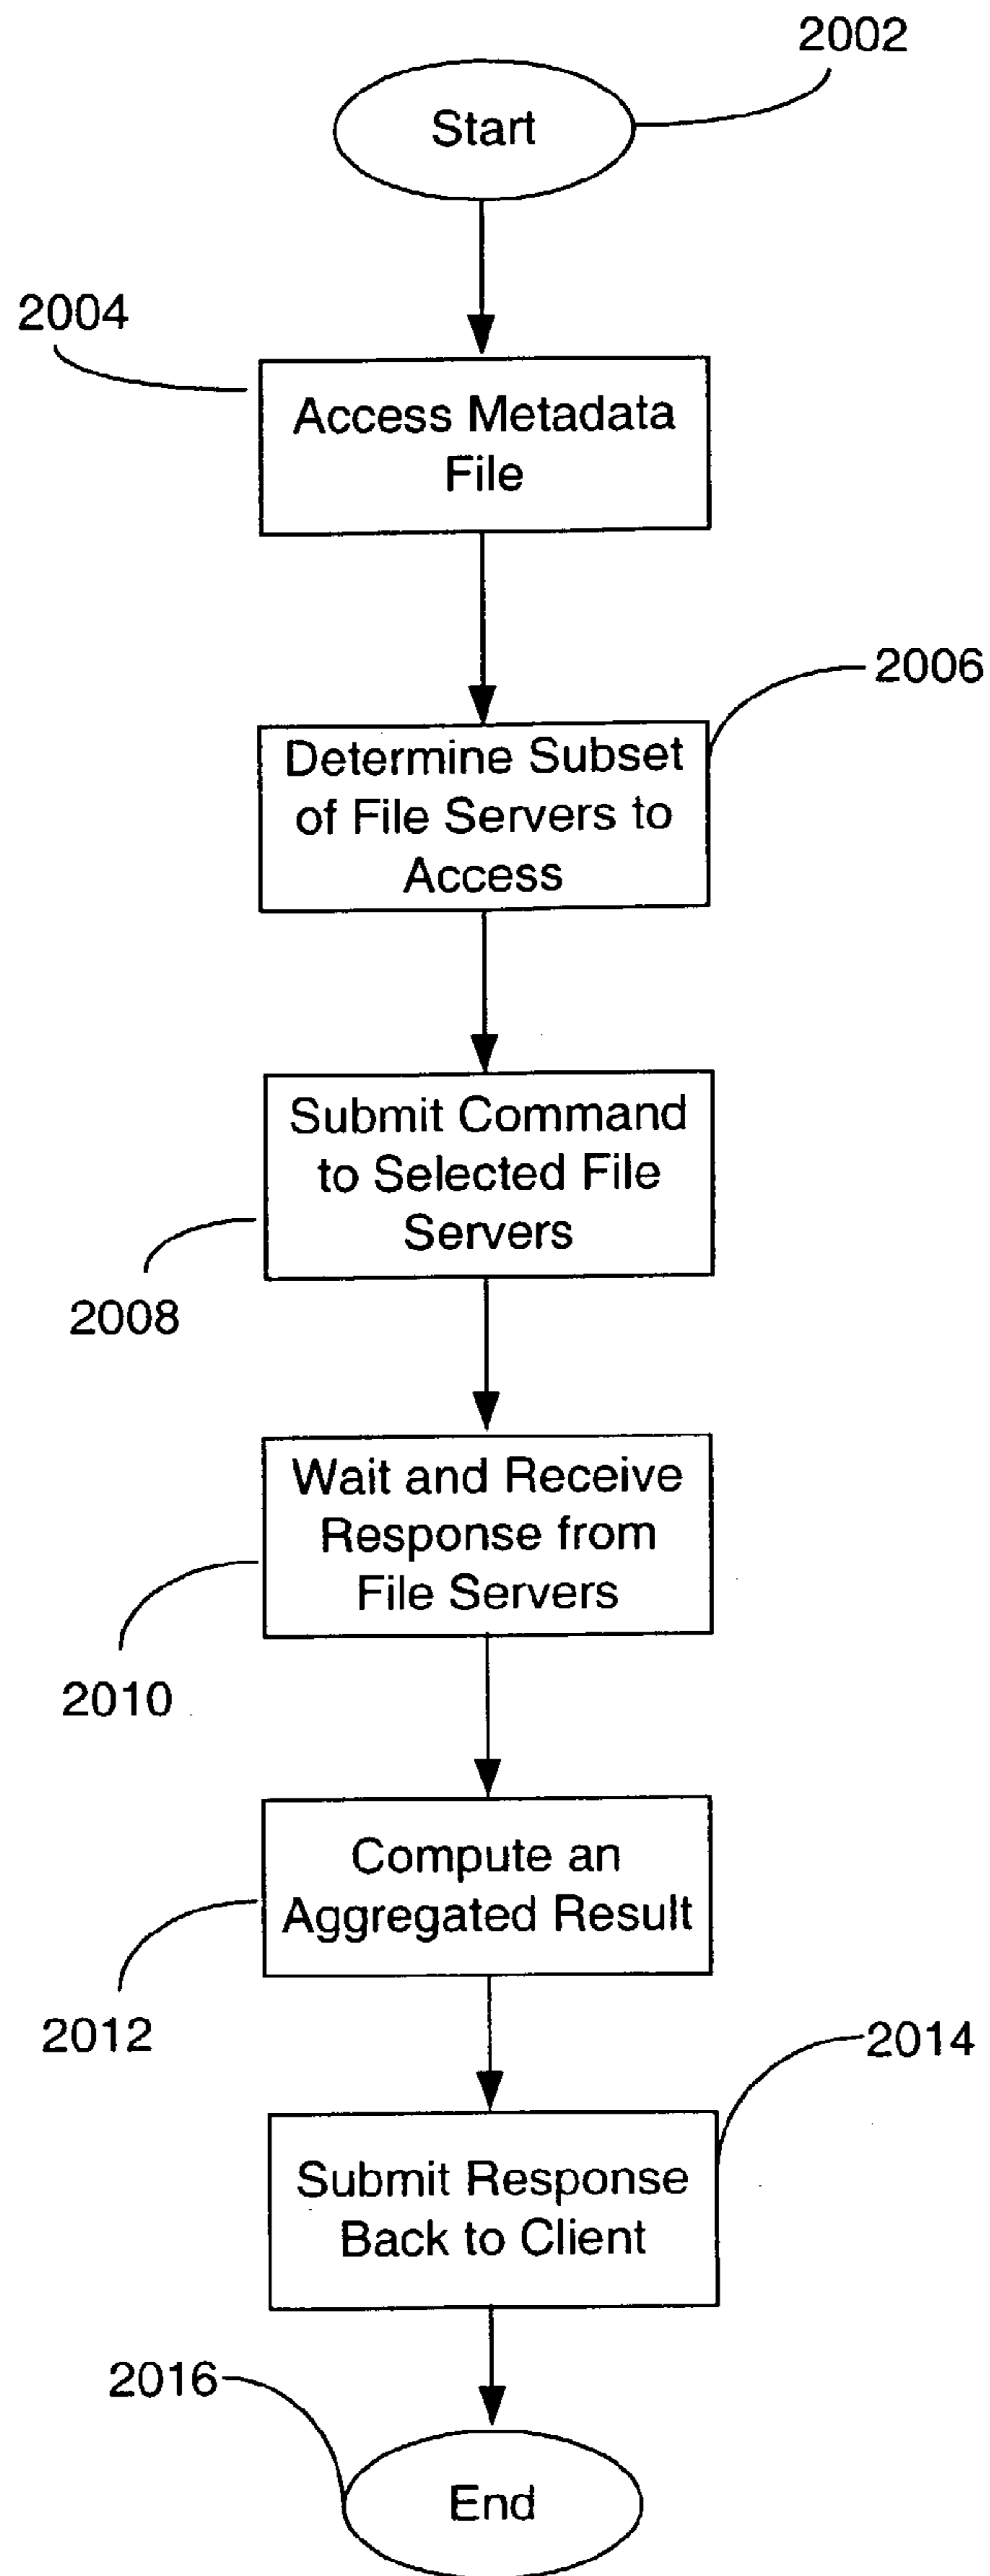 2002
Start
2004
Access Metadata
File
2006
Determine Subset
of File Servers to
Access
Submit Command
to Selected File
Servers
2008
Wait and Receive
Response from
File Servers
2010
Compute an
Aggregated Result
2012
2014
Submit Response
Back to Client
2016
End